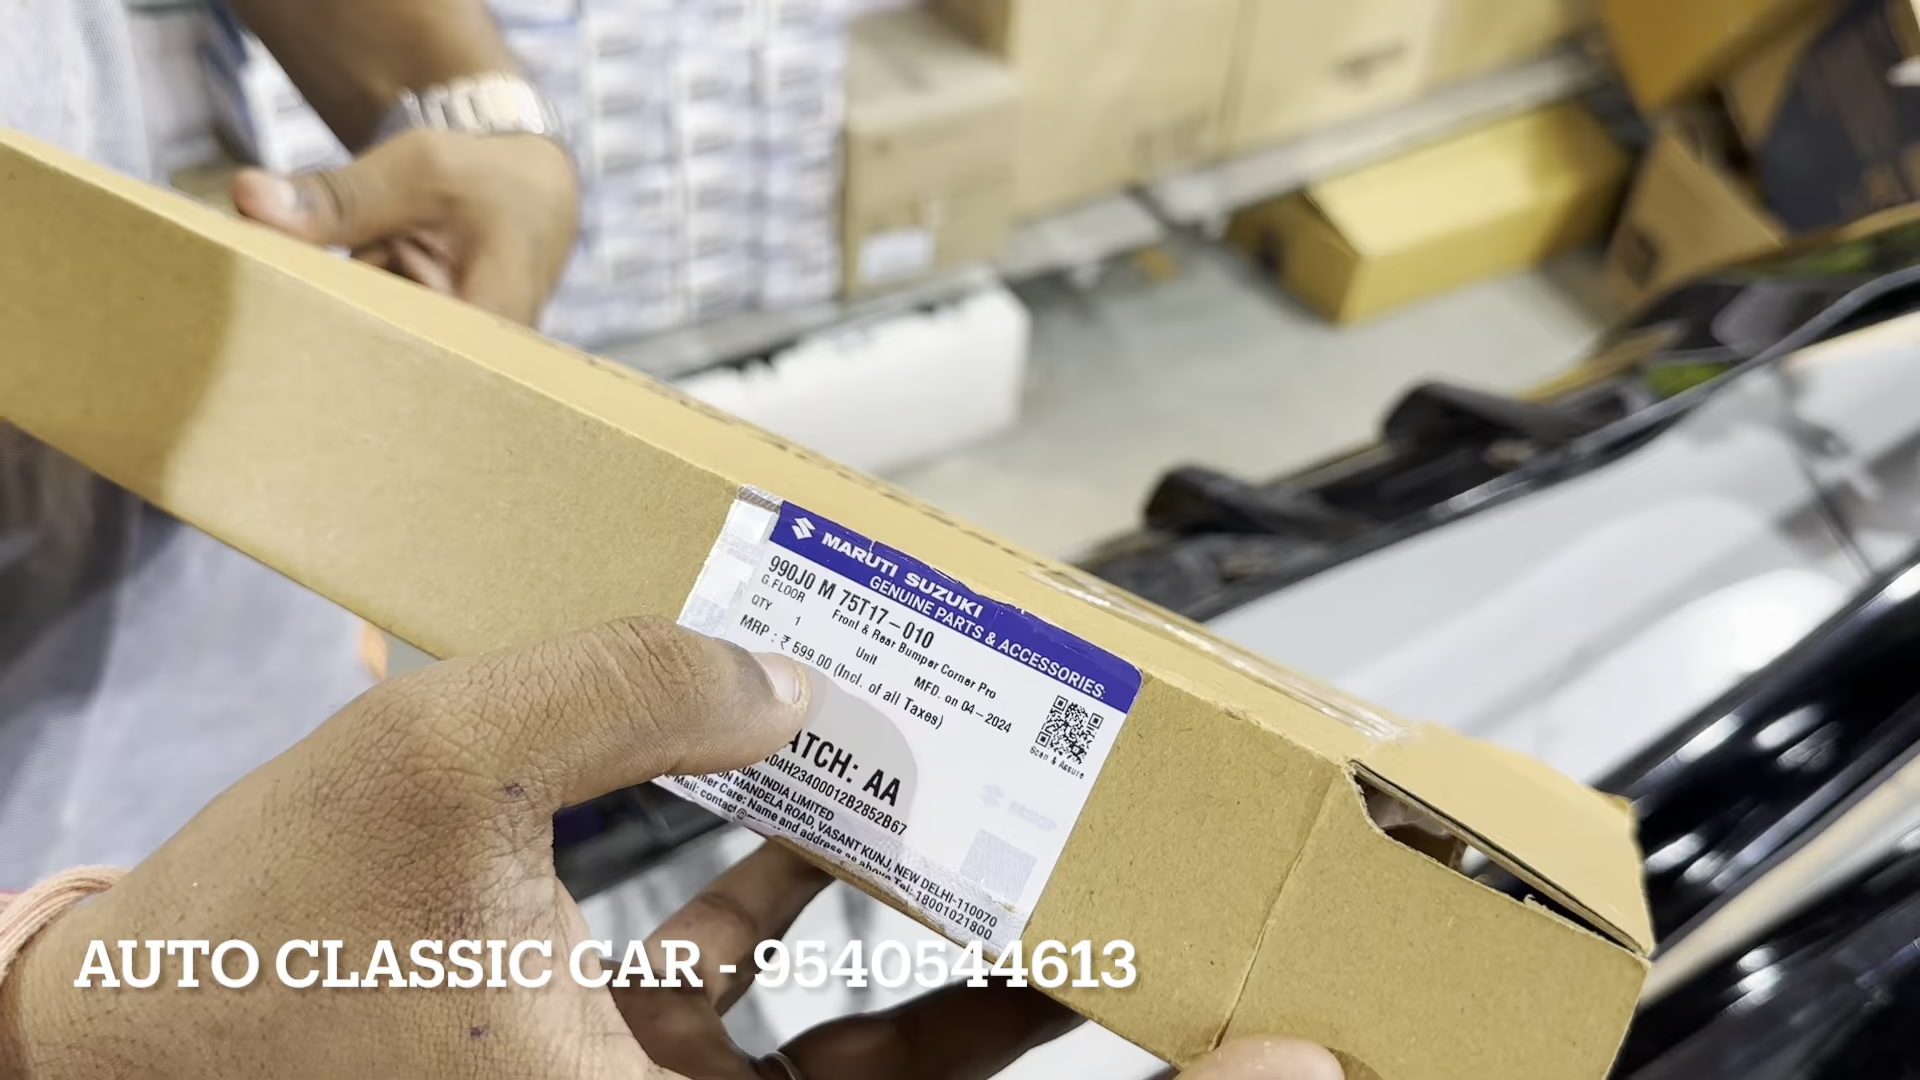 MARUTI SUZUKI
GENUINE PARTS & ACCESSORIES
990J0 M 75T17-010
G FLOOR
Front & Rear Bumper Corner Pro
QTY 1 Unit
MFD. on 04-2024
MRP : ₹ 599.00 (Incl. of all Taxes)
Scan & Assure
ATCH: AA
04H23400012B2852B67
UKI INDIA LIMITED
ON MANDELA ROAD, VASANT KUNJ, NEW DELHI-110070
mer Care: Name and address as above Tel: 18001021800
Mail: contact@
AUTO CLASSIC CAR - 9540544613